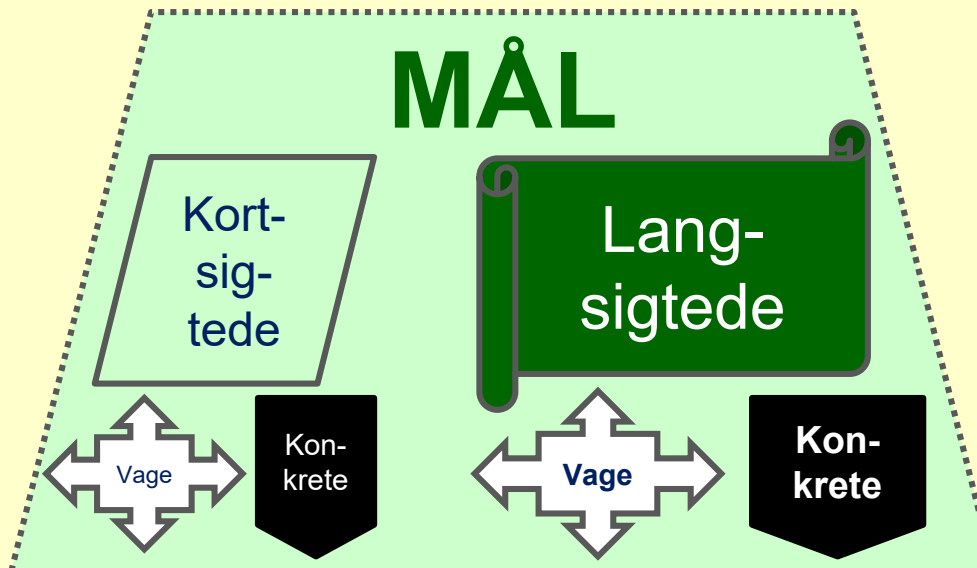 MÅL
Kort-
sig-
tede
Lang-
sigtede
Vage
Kon-
krete
Vage
Kon-
krete